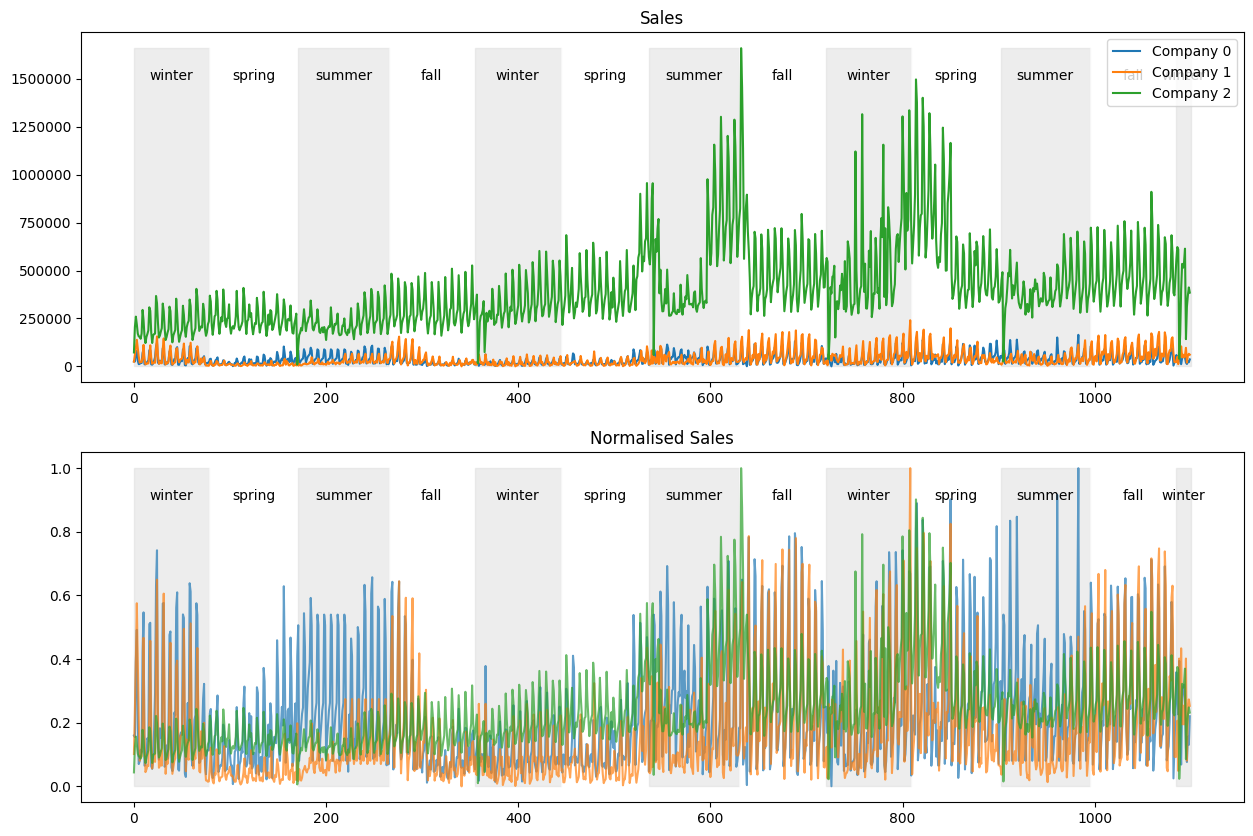 Sales
winter spring summer fall winter spring summer fall winter spring summer fall winter
Company 0
Company 1
Company 2
1500000
1250000
1000000
750000
500000
250000
0
0 200 400 600 800 1000
Normalised Sales
winter spring summer fall winter spring summer fall winter spring summer fall winter
1.0
0.8
0.6
0.4
0.2
0.0
0 200 400 600 800 1000